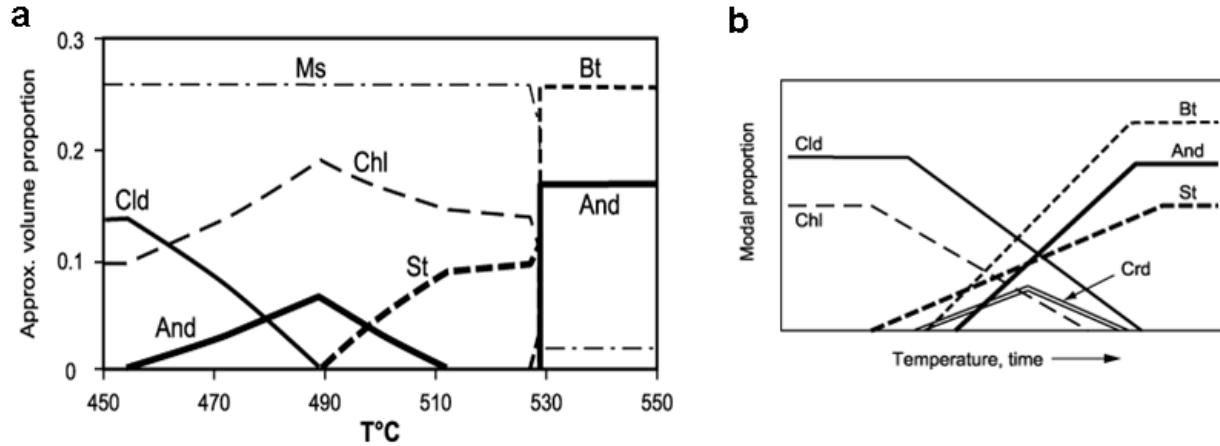 a
0.3
0.2
0.1
0
Approx. volume proportion
Ms
Bt
Chl
Cld
St
And
And
450
470
490
510
530
550
T°C
b
Modal proportion
Cld
Chl
Bt
And
St
Crd
Temperature, time